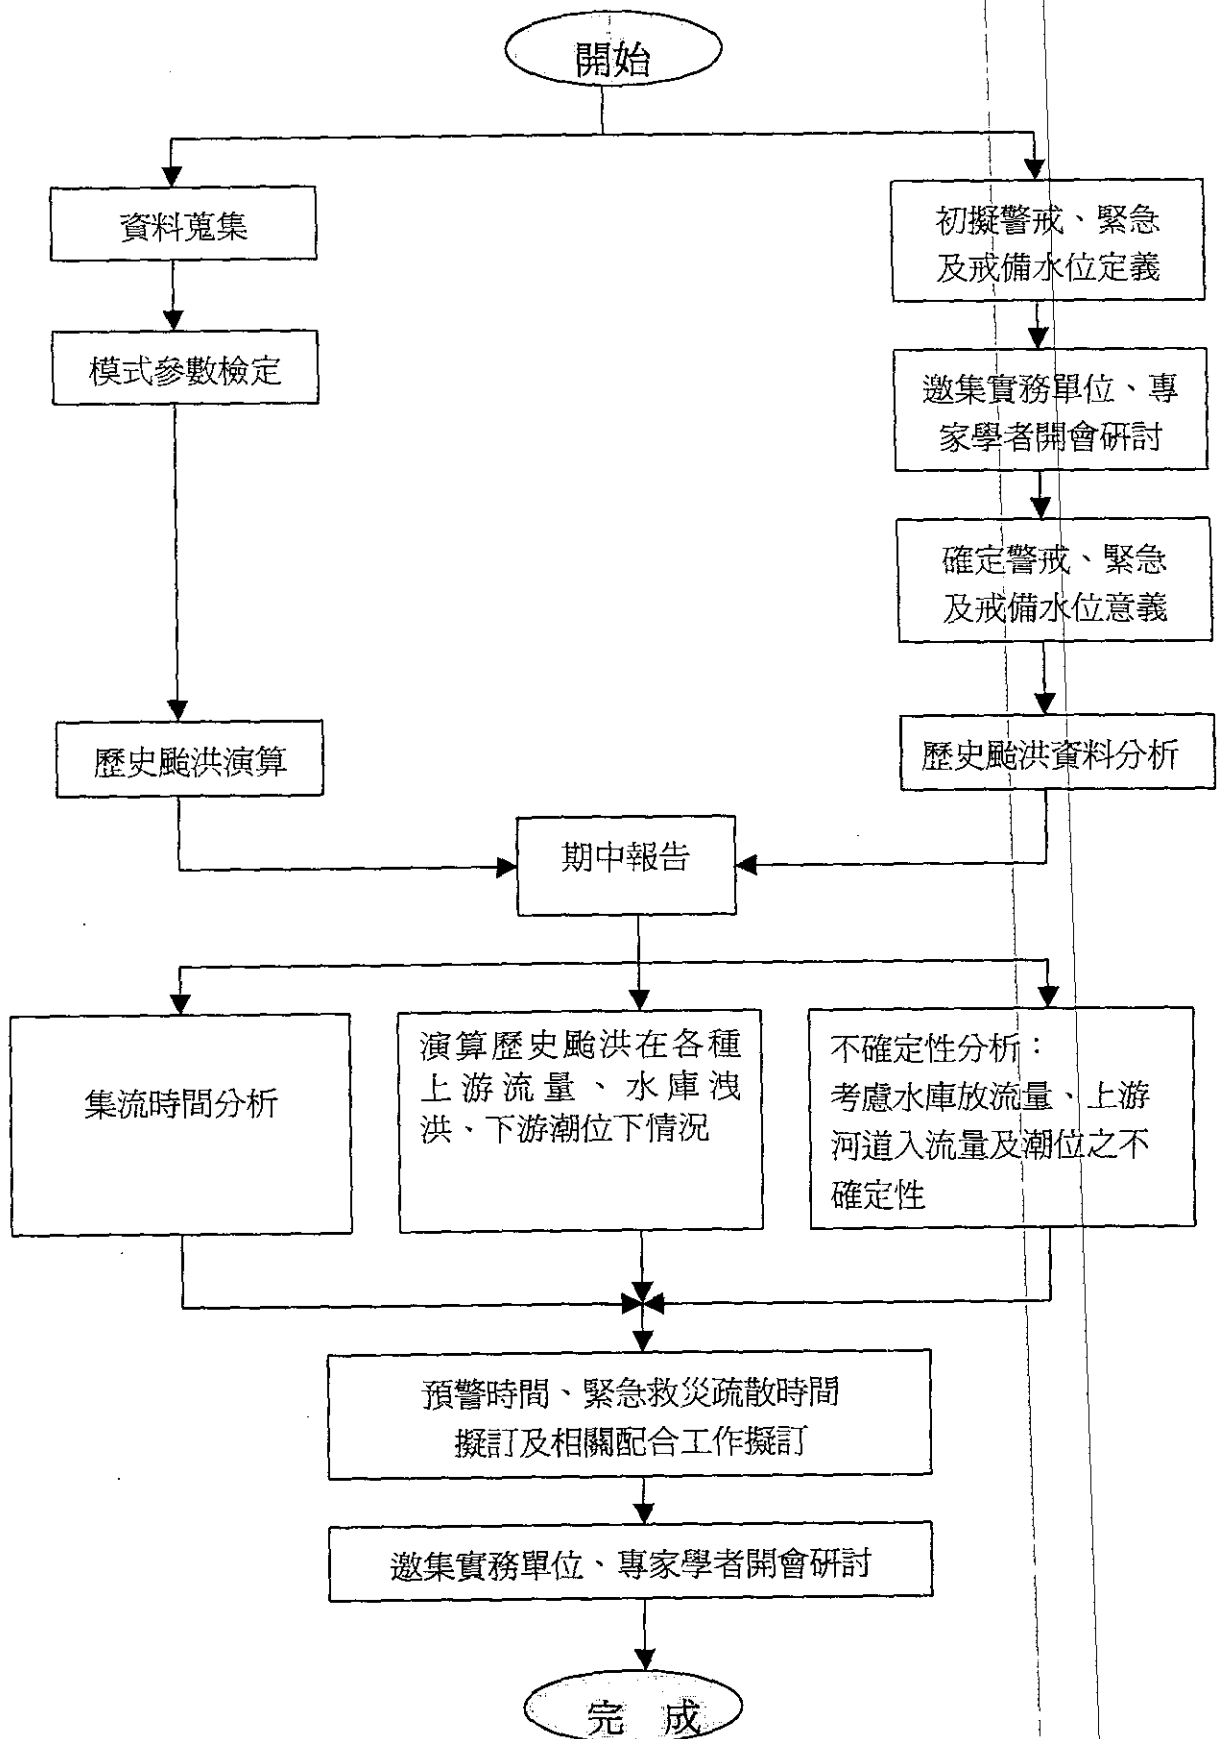 開始
資料蒐集
初擬警戒、緊急
及戒備水位定義
模式參數檢定
邀集實務單位、專
家學者開會研討
確定警戒、緊急
及戒備水位意義
歷史颱洪演算
歷史颱洪資料分析
期中報告
集流時間分析
演算歷史颱洪在各種
上游流量、水庫洩
洪、下游潮位下情況
不確定性分析：
考慮水庫放流量、上游
河道入流量及潮位之不
確定性
預警時間、緊急救災疏散時間
擬訂及相關配合工作擬訂
邀集實務單位、專家學者開會研討
完 成